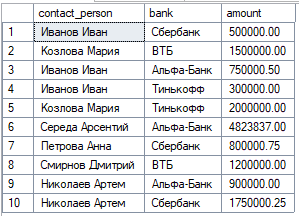 contact_person bank amount
1 Иванов Иван Сбербанк 500000.00
2 Козлова Мария ВТБ 1500000.00
3 Иванов Иван Альфа-Банк 750000.50
4 Иванов Иван Тинькофф 300000.00
5 Козлова Мария Тинькофф 2000000.00
6 Середа Арсентий Альфа-Банк 4823837.00
7 Петрова Анна Сбербанк 800000.75
8 Смирнов Дмитрий ВТБ 1200000.00
9 Николаев Артем Альфа-Банк 900000.00
10 Николаев Артем Сбербанк 1750000.25